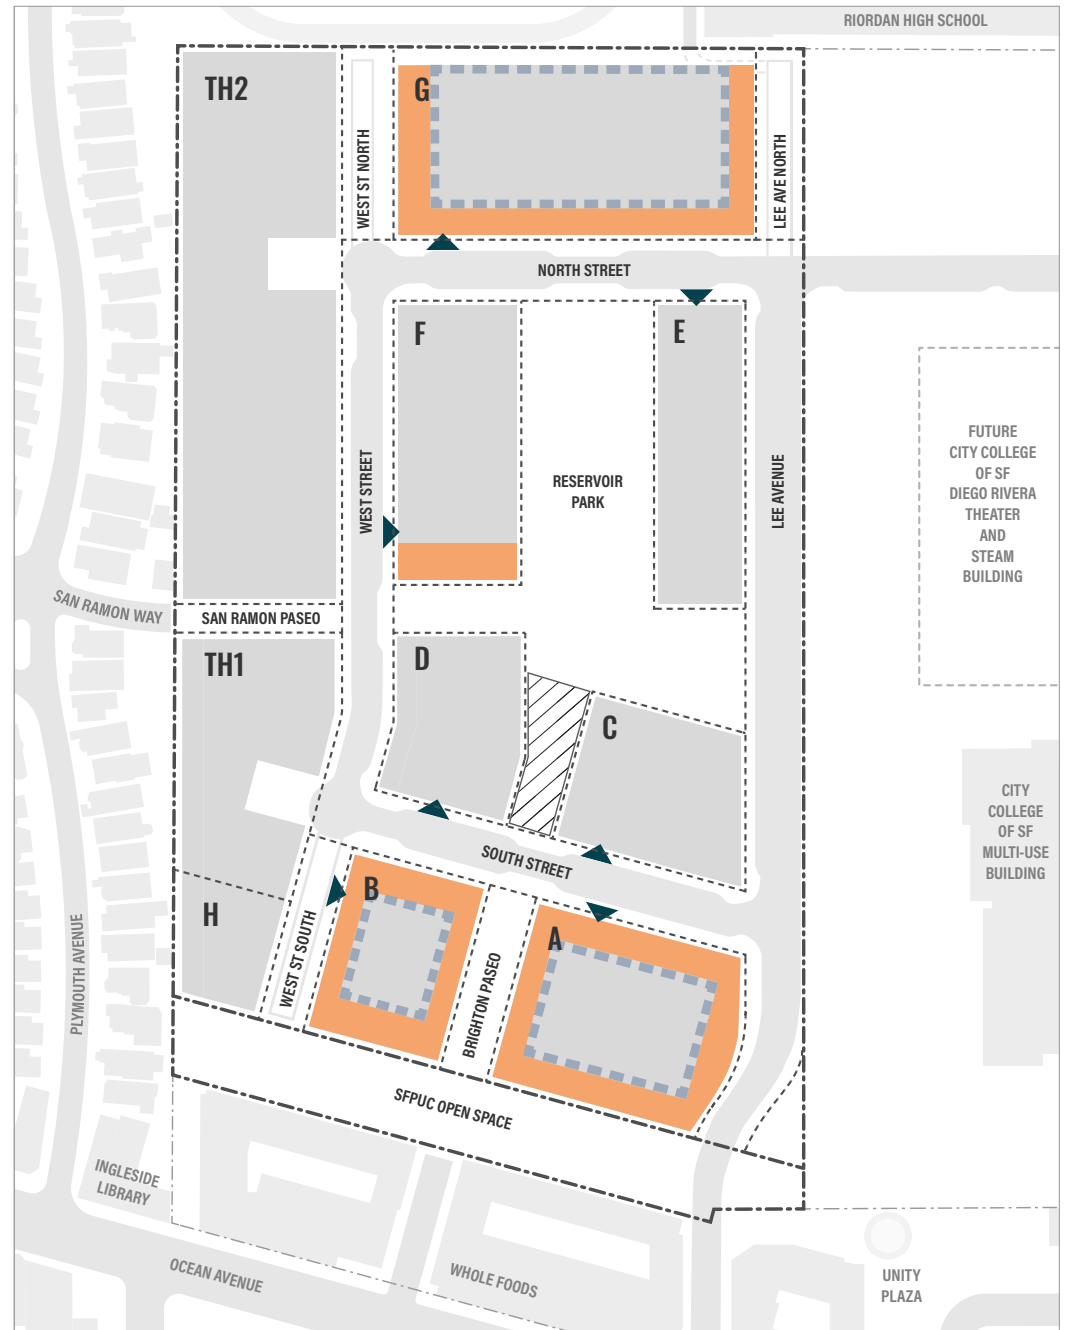 RIORDAN HIGH SCHOOL
TH2
G
WEST ST NORTH
LEE AVE NORTH
NORTH STREET
F
E
WEST STREET
RESERVOIR
PARK
LEE AVENUE
FUTURE
CITY COLLEGE
OF SF
DIEGO RIVERA
THEATER
AND
STEAM
BUILDING
SAN RAMON WAY
SAN RAMON PASEO
TH1
D
C
CITY
COLLEGE
OF SF
MULTI-USE
BUILDING
SOUTH STREET
H
B
A
WEST ST SOUTH
BRIGHTON PASEO
PLYMOUTH AVENUE
SFPUC OPEN SPACE
INGLESIDE
LIBRARY
OCEAN AVENUE
WHOLE FOODS
UNITY
PLAZA